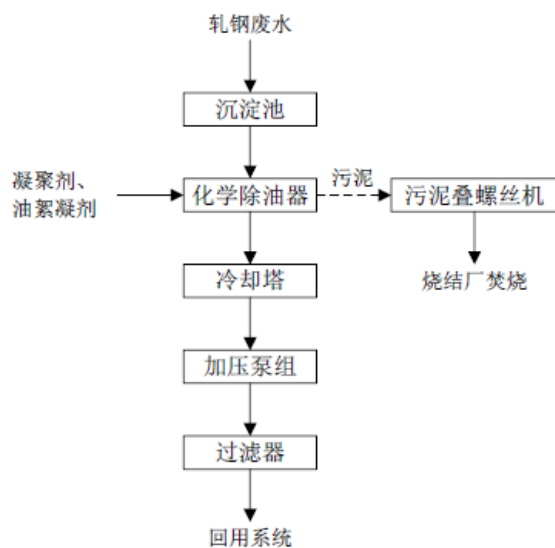 轧钢废水
沉淀池
凝聚剂、
油絮凝剂
化学除油器
污泥
污泥叠螺丝机
冷却塔
烧结厂焚烧
加压泵组
过滤器
回用系统